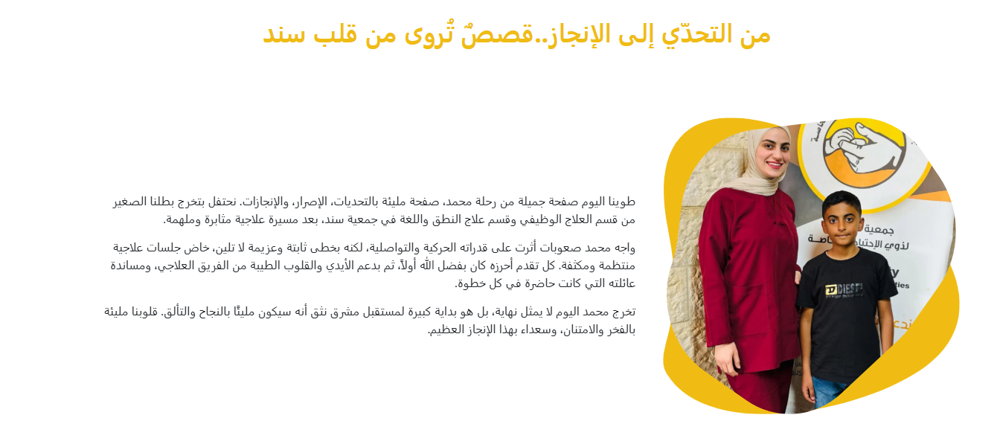 من التحدّي إلى الإنجاز..قصصٌ تُروى من قلب سند
طوينا اليوم صفحة جميلة من رحلة محمد، صفحة مليئة بالتحديات، الإصرار، والإنجازات. نحتفل بتخرج بطلنا الصغير
من قسم العلاج الوظيفي وقسم علاج النطق واللغة في جمعية سند، بعد مسيرة علاجية مثابرة وملهمة.
واجه محمد صعوبات أثرت على قدراته الحركية والتواصلية، لكنه بخطى ثابتة وعزيمة لا تلين، خاض جلسات علاجية
منتظمة ومكثفة. كل تقدم أحرزه كان بفضل الله أولاً، ثم بدعم الأيدي والقلوب الطيبة من الفريق العلاجي، ومساندة
عائلته التي كانت حاضرة في كل خطوة.
تخرج محمد اليوم لا يمثل نهاية، بل هو بداية كبيرة لمستقبل مشرق نثق أنه سيكون مليئًا بالنجاح والتألق. قلوبنا مليئة
بالفخر والامتنان، وسعداء بهذا الإنجاز العظيم.
جمعية
لذوي
DIESEL